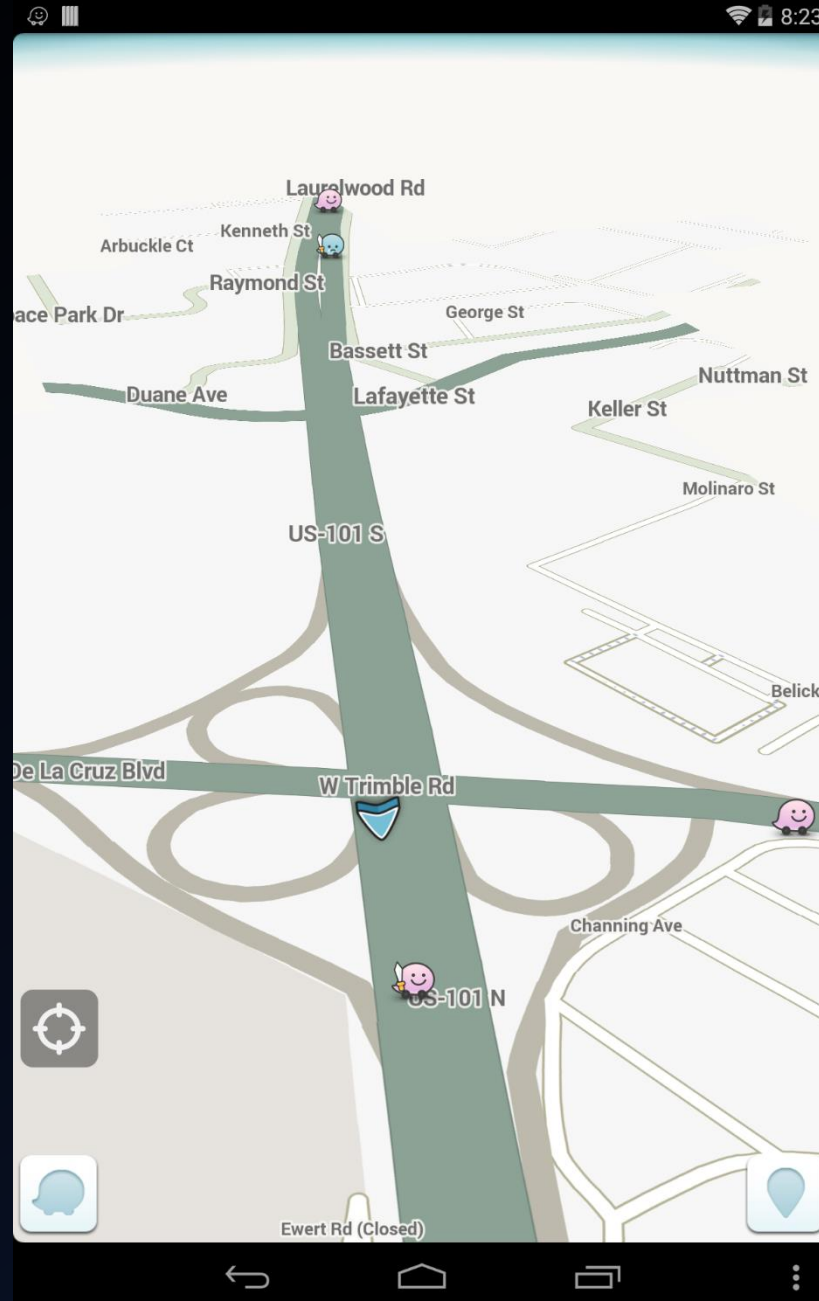 8:23
Laurelwood Rd
Kenneth St
Arbuckle Ct
Raymond St
ace Park Dr
George St
Bassett St
Nuttman St
Duane Ave
Lafayette St
Keller St
Molinaro St
US-101 S
Belick
De La Cruz Blvd
W Trimble Rd
Channing Ave
US-101 N
Ewert Rd (Closed)